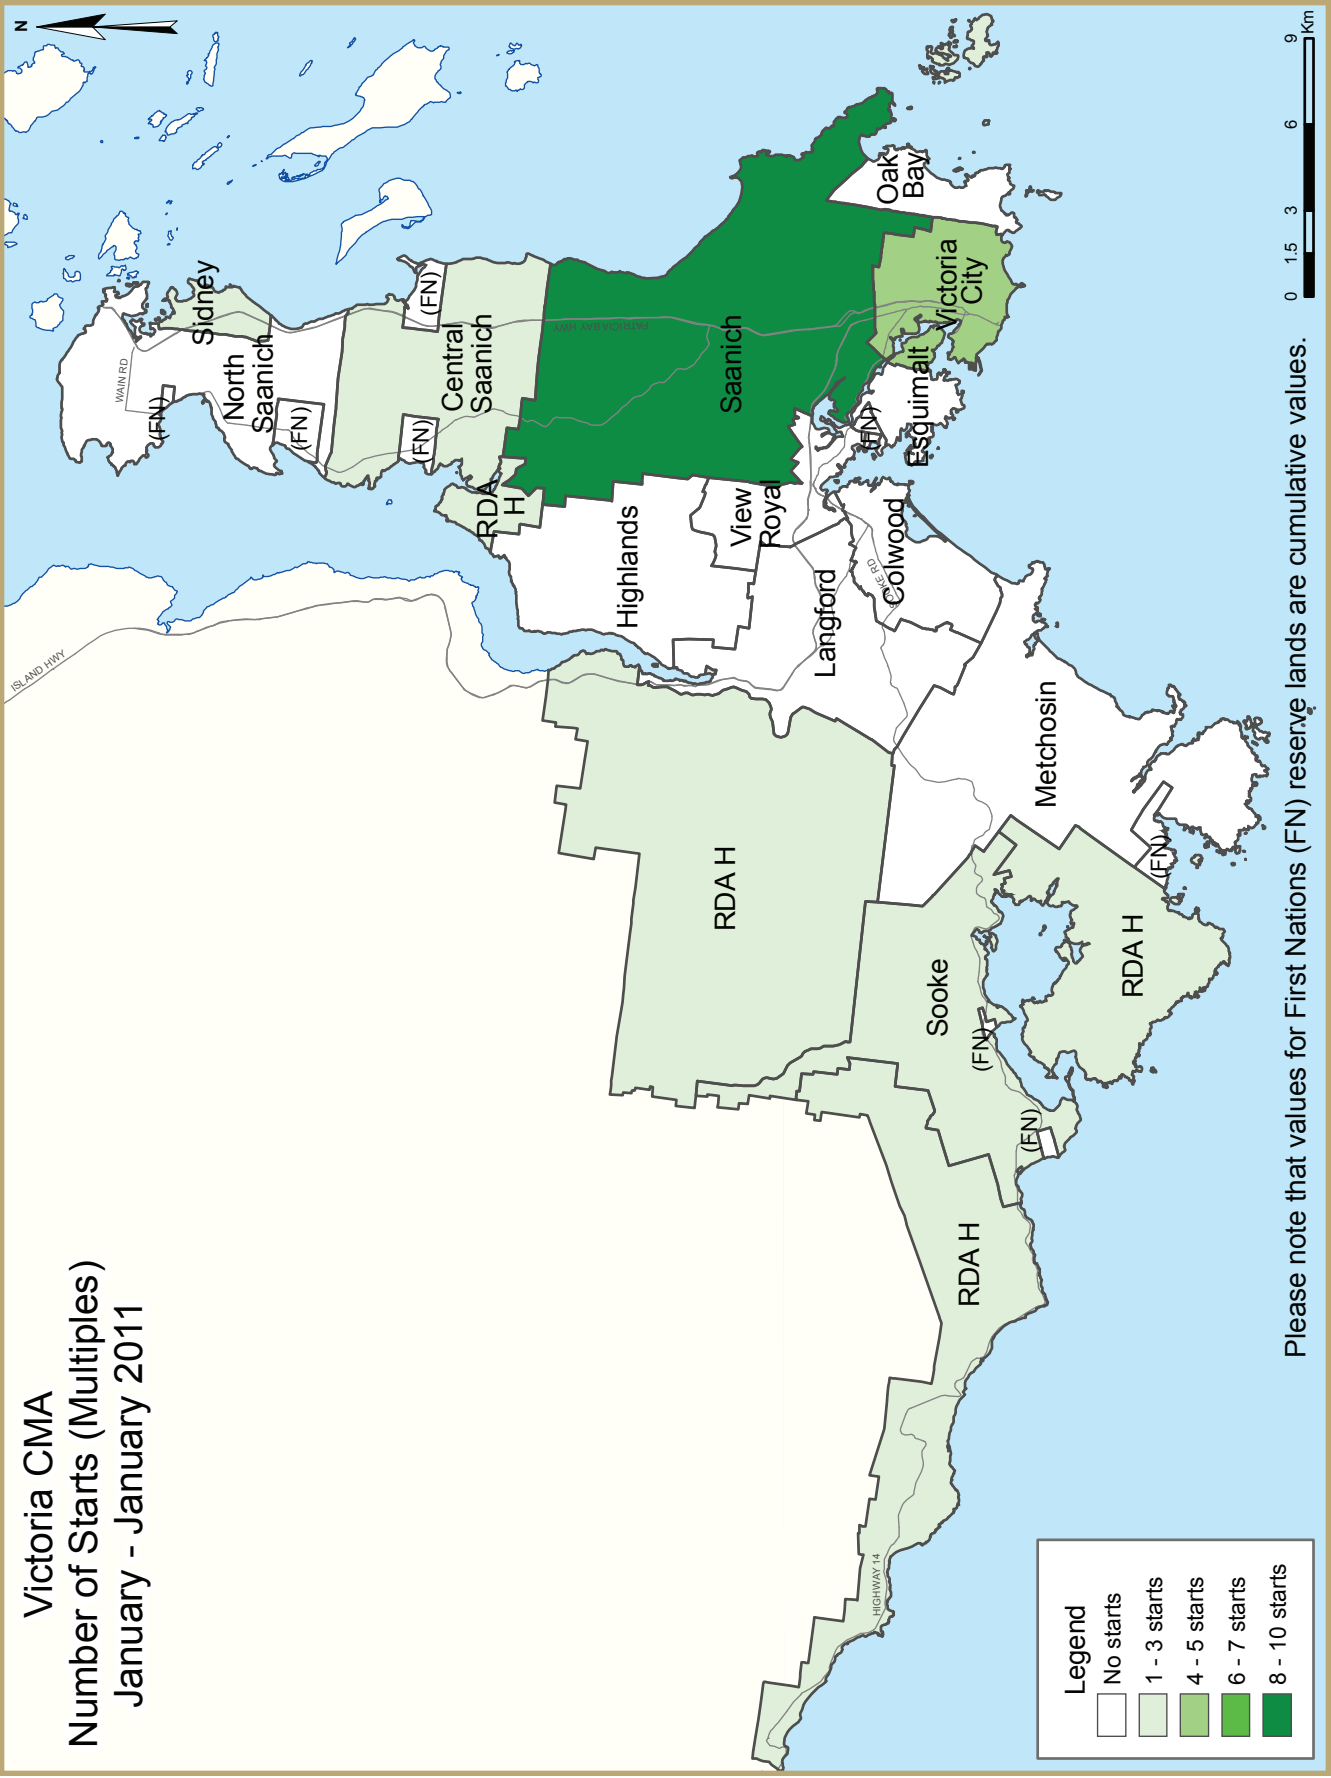 Victoria CMA
Number of Starts (Multiples)
January - January 2011
N
ISLAND HWY
WAIN RD
(FN)
Sidney
North
Saanich
(FN)
(FN)
Central
Saanich
(FN)
RDA
H
PATRICIA BAY HWY
Saanich
Highlands
View
Royal
Langford
Colwood
SOOKE RD
(FN)
Esquimalt
Victoria
City
Oak
Bay
Metchosin
(FN)
RDA H
Sooke
(FN)
(FN)
RDA H
RDA H
HIGHWAY 14
Legend
No starts
1 - 3 starts
4 - 5 starts
6 - 7 starts
8 - 10 starts
Please note that values for First Nations (FN) reserve lands are cumulative values.
0 1.5 3 6 9
Km